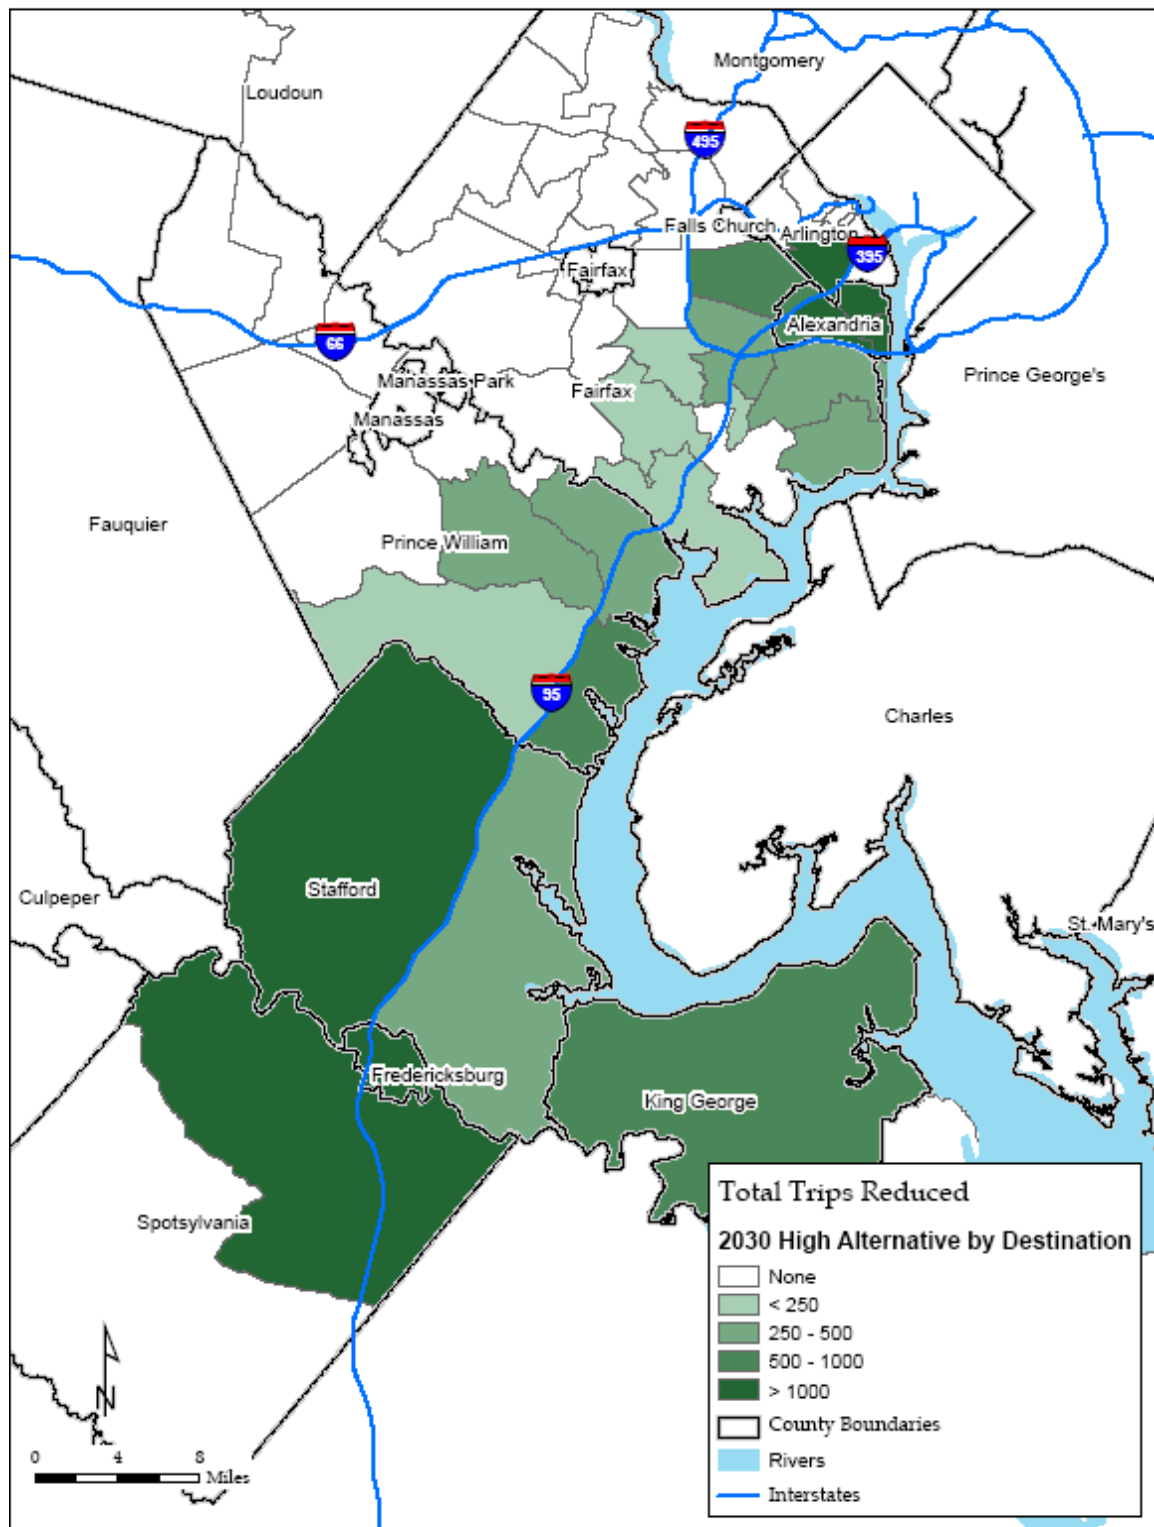 Montgomery
Loudoun
495
Falls Church
Arlington
395
Fairfax
Alexandria
66
Manassas Park
Fairfax
Prince George's
Manassas
Fauquier
Prince William
95
Charles
Stafford
Culpeper
St. Mary's
Fredericksburg
King George
Spotsylvania
Total Trips Reduced
2030 High Alternative by Destination
None
< 250
250 - 500
500 - 1000
> 1000
County Boundaries
Rivers
Interstates
N
0 4 8
Miles